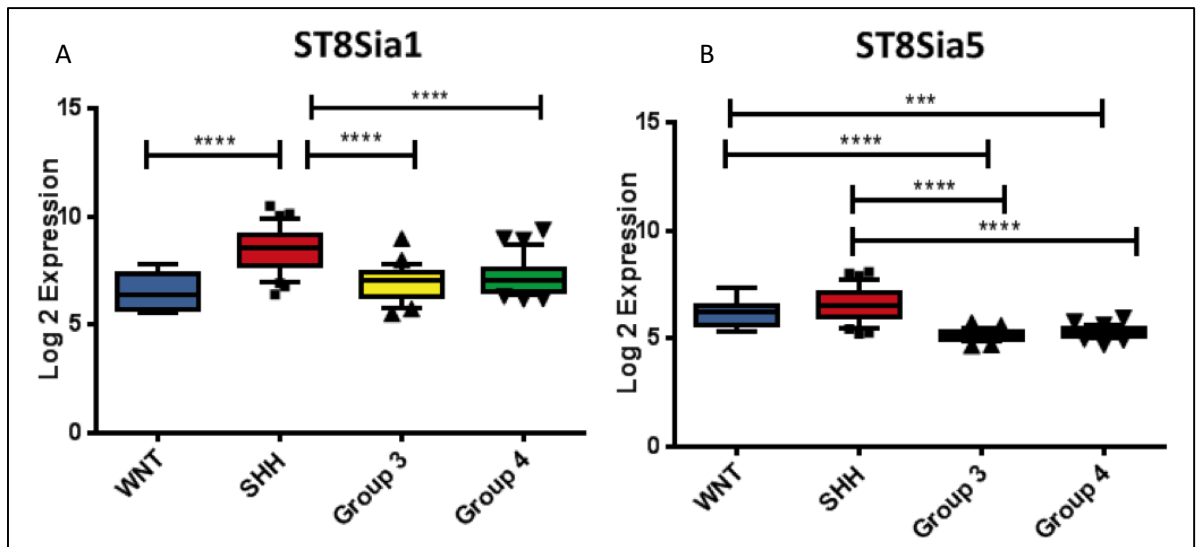 A
ST8Sia1
****
****
****
15
10
5
0
Log 2 Expression
WNT
SHH
Group 3
Group 4
B
ST8Sia5
***
****
****
****
15
10
5
0
Log 2 Expression
WNT
SHH
Group 3
Group 4